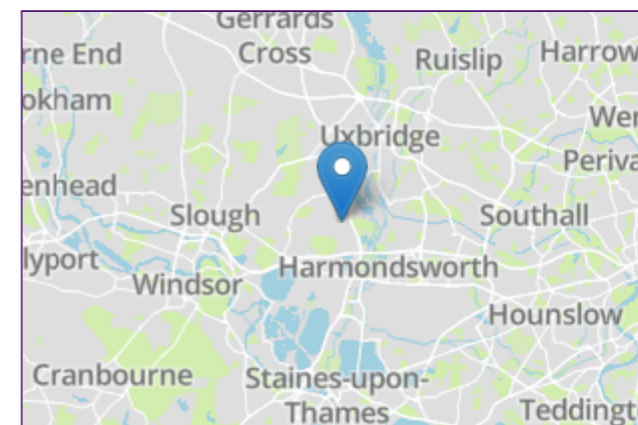 Gerrards
Cross
rne End
Ruislip
Harrow
okham
Wer
Uxbridge
Periva
enhead
Slough
Southall
lyport
Harmondsworth
Windsor
Hounslow
Cranbourne
Staines-upon-
Thames
Teddingt